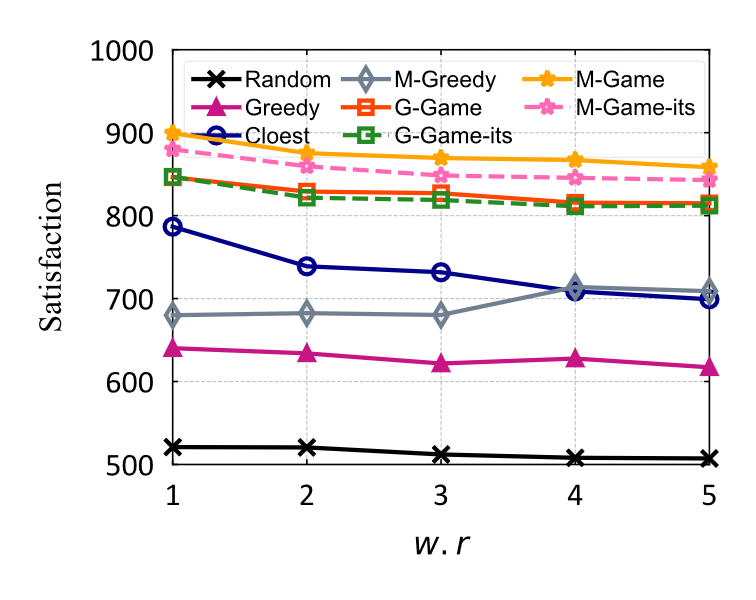 1000
900
800
700
600
500
Satisfaction
Random M-Greedy M-Game
Greedy G-Game M-Game-its
Cloest G-Game-its
1 2 3 4 5
w.r